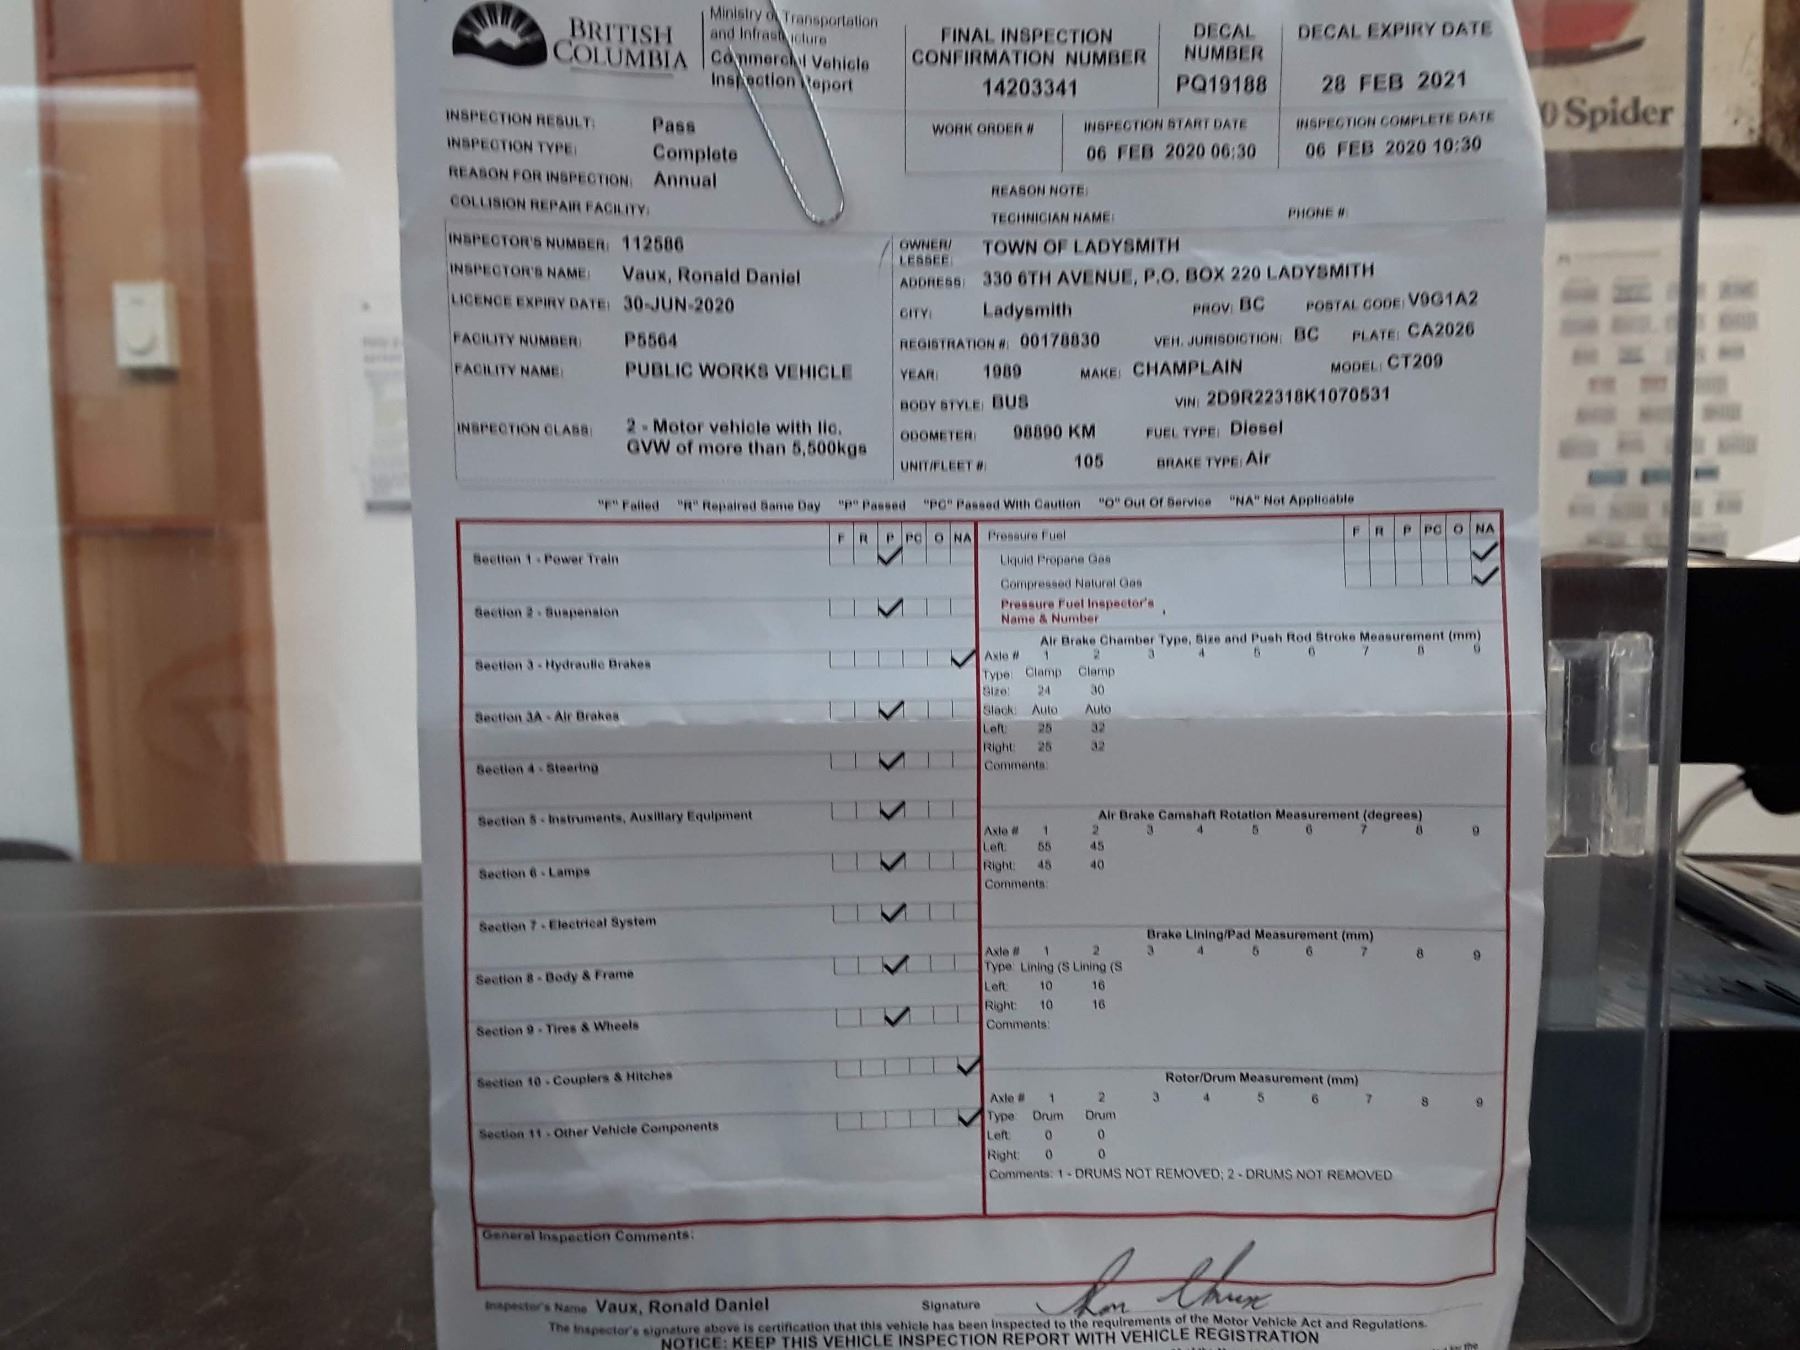 BRITISH COLUMBIA
Ministry of Transportation and Infrastructure
Commercial Vehicle Inspection Report
FINAL INSPECTION CONFIRMATION NUMBER
14203341
DECAL NUMBER
PQ19188
DECAL EXPIRY DATE
28 FEB 2021
WORK ORDER #
INSPECTION START DATE
06 FEB 2020 06:30
INSPECTION COMPLETE DATE
06 FEB 2020 10:30
INSPECTION RESULT: Pass
INSPECTION TYPE: Complete
REASON FOR INSPECTION: Annual
COLLISION REPAIR FACILITY:
REASON NOTE:
TECHNICIAN NAME: PHONE #:
INSPECTOR'S NUMBER: 112586
INSPECTOR'S NAME: Vaux, Ronald Daniel
LICENCE EXPIRY DATE: 30-JUN-2020
FACILITY NUMBER: P5564
FACILITY NAME: PUBLIC WORKS VEHICLE
INSPECTION CLASS: 2 - Motor vehicle with lic.
GVW of more than 5,500kgs
OWNER/ LESSEE: TOWN OF LADYSMITH
ADDRESS: 330 6TH AVENUE, P.O. BOX 220 LADYSMITH
CITY: Ladysmith PROV: BC POSTAL CODE: V9G1A2
REGISTRATION #: 00178830 VEH. JURISDICTION: BC PLATE: CA2026
YEAR: 1989 MAKE: CHAMPLAIN MODEL: CT209
BODY STYLE: BUS VIN: 2D9R22318K1070531
ODOMETER: 98890 KM FUEL TYPE: Diesel
UNIT/FLEET #: 105 BRAKE TYPE: Air
"F" Failed "R" Repaired Same Day "P" Passed "PC" Passed With Caution "O" Out Of Service "NA" Not Applicable
F R P PC O NA
Section 1 - Power Train
Section 2 - Suspension
Section 3 - Hydraulic Brakes
Section 3A - Air Brakes
Section 4 - Steering
Section 5 - Instruments, Auxiliary Equipment
Section 6 - Lamps
Section 7 - Electrical System
Section 8 - Body & Frame
Section 9 - Tires & Wheels
Section 10 - Couplers & Hitches
Section 11 - Other Vehicle Components
Pressure Fuel F R P PC O NA
Liquid Propane Gas
Compressed Natural Gas
Pressure Fuel Inspector's
Name & Number ,
Air Brake Chamber Type, Size and Push Rod Stroke Measurement (mm)
Axle # 1 2 3 4 5 6 7 8 9
Type: Clamp Clamp
Size: 24 30
Slack: Auto Auto
Left: 25 32
Right: 25 32
Comments:
Air Brake Camshaft Rotation Measurement (degrees)
Axle # 1 2 3 4 5 6 7 8 9
Left: 55 45
Right: 45 40
Comments:
Brake Lining/Pad Measurement (mm)
Axle # 1 2 3 4 5 6 7 8 9
Type: Lining (S Lining (S
Left: 10 16
Right: 10 16
Comments:
Rotor/Drum Measurement (mm)
Axle # 1 2 3 4 5 6 7 8 9
Type: Drum Drum
Left: 0 0
Right: 0 0
Comments: 1 - DRUMS NOT REMOVED; 2 - DRUMS NOT REMOVED
General Inspection Comments:
Inspector's Name Vaux, Ronald Daniel Signature
The Inspector's signature above is certification that this vehicle has been inspected to the requirements of the Motor Vehicle Act and Regulations.
NOTICE: KEEP THIS VEHICLE INSPECTION REPORT WITH VEHICLE REGISTRATION
0 Spider